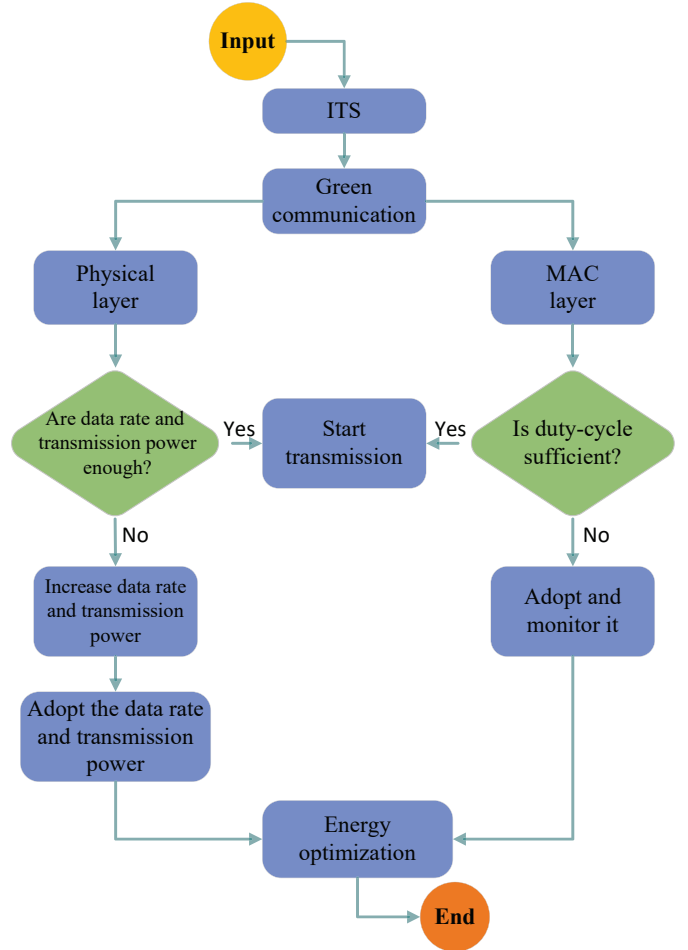 Input
ITS
Green
communication
Physical
layer
MAC
layer
Are data rate and
transmission power
enough?
Yes
Start
transmission
Yes
Is duty-cycle
sufficient?
No
No
Increase data rate
and transmission
power
Adopt and
monitor it
Adopt the data rate
and transmission
power
Energy
optimization
End